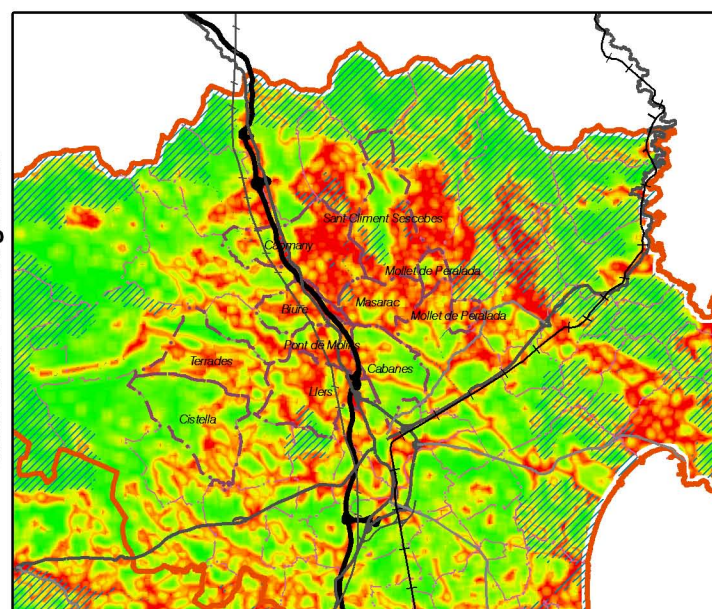 Sant Climent Sescebes
Capmany
Mollet de Peralada
Masarac
Biure
Mollet de Peralada
Pont de Molins
Terrades
Cabanes
Llers
Cistella